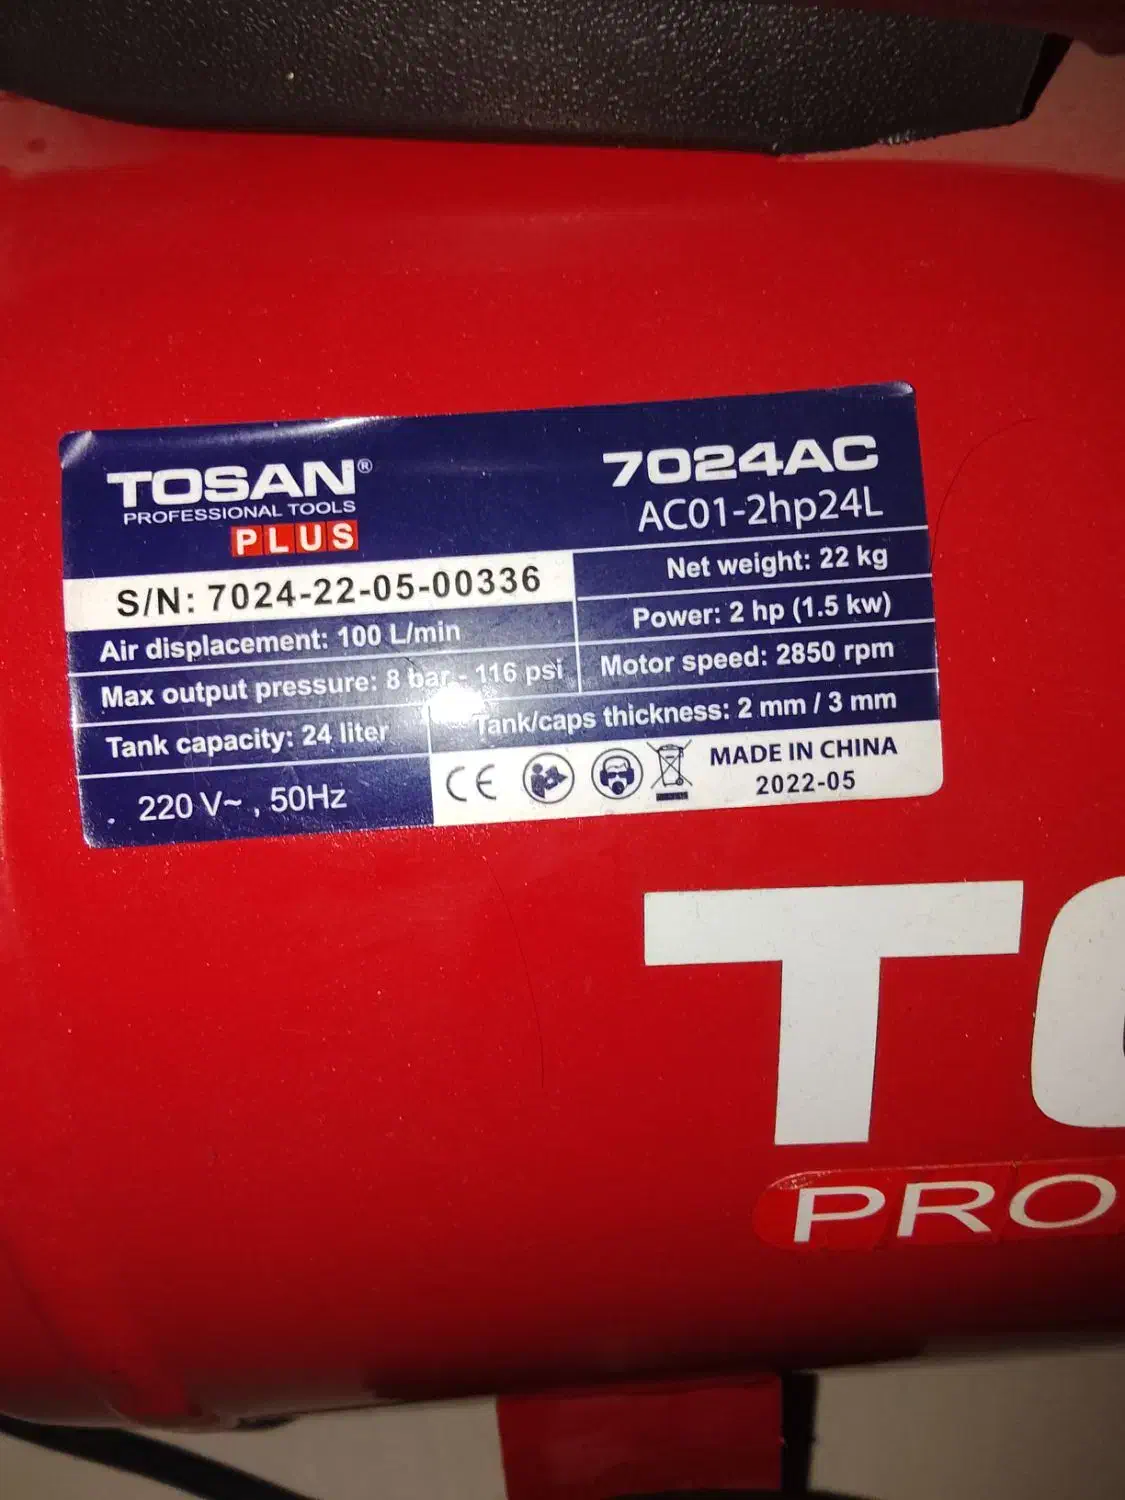 TOSAN®
PROFESSIONAL TOOLS
PLUS
7024AC
AC01-2hp24L
S/N: 7024-22-05-00336
Net weight: 22 kg
Air displacement: 100 L/min
Power: 2 hp (1.5 kw)
Max output pressure: 8 bar - 116 psi
Motor speed: 2850 rpm
Tank capacity: 24 liter
Tank/caps thickness: 2 mm / 3 mm
220 V~ , 50Hz
CE
MADE IN CHINA
2022-05
T
PRO